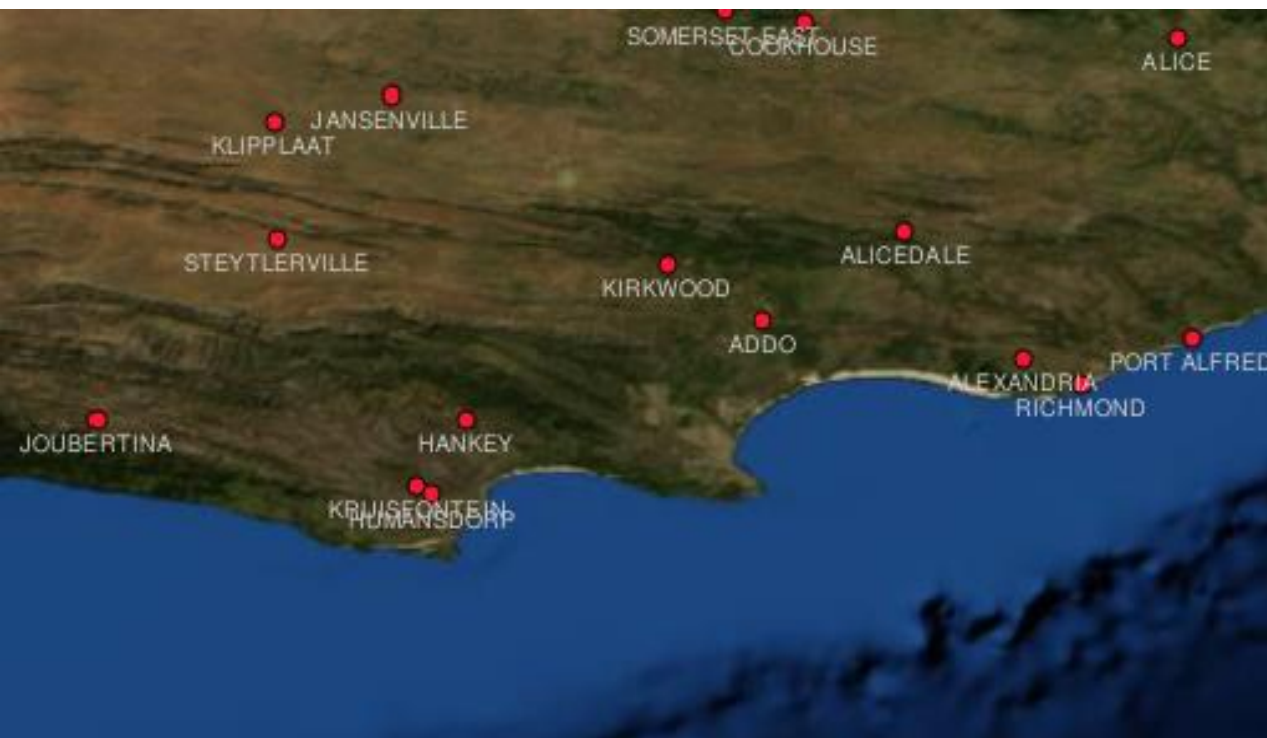 SOMERSET EAST
COOKHOUSE
ALICE
JANSENVILLE
KLIPPLAAT
ALICEDALE
STEYTLERVILLE
KIRKWOOD
ADDO
PORT ALFRED
ALEXANDRIA
RICHMOND
JOUBERTINA
HANKEY
KRUISFONTEIN
HUMANSDORP